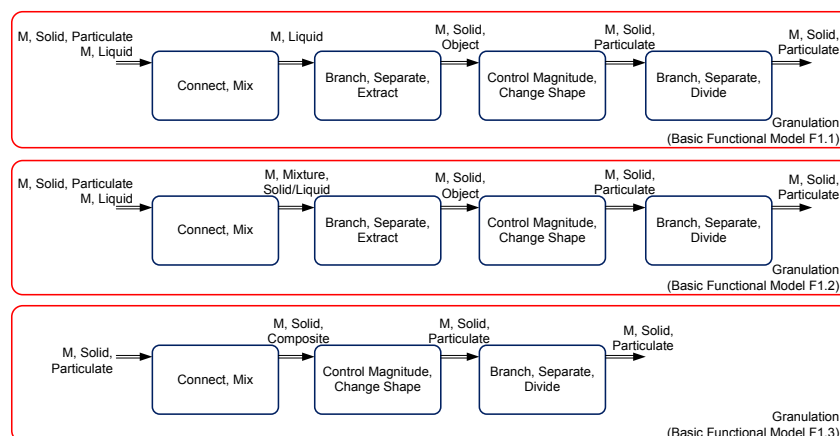 M, Solid, Particulate
M, Liquid
M, Liquid
M, Solid,
Object
M, Solid,
Particulate
M, Solid,
Particulate
Connect, Mix
Branch, Separate,
Extract
Control Magnitude,
Change Shape
Branch, Separate,
Divide
Granulation
(Basic Functional Model F1.1)
M, Solid, Particulate
M, Liquid
M, Mixture,
Solid/Liquid
M, Solid,
Object
M, Solid,
Particulate
M, Solid,
Particulate
Connect, Mix
Branch, Separate,
Extract
Control Magnitude,
Change Shape
Branch, Separate,
Divide
Granulation
(Basic Functional Model F1.2)
M, Solid,
Particulate
M, Solid,
Composite
M, Solid,
Particulate
M, Solid,
Particulate
Connect, Mix
Control Magnitude,
Change Shape
Branch, Separate,
Divide
Granulation
(Basic Functional Model F1.3)